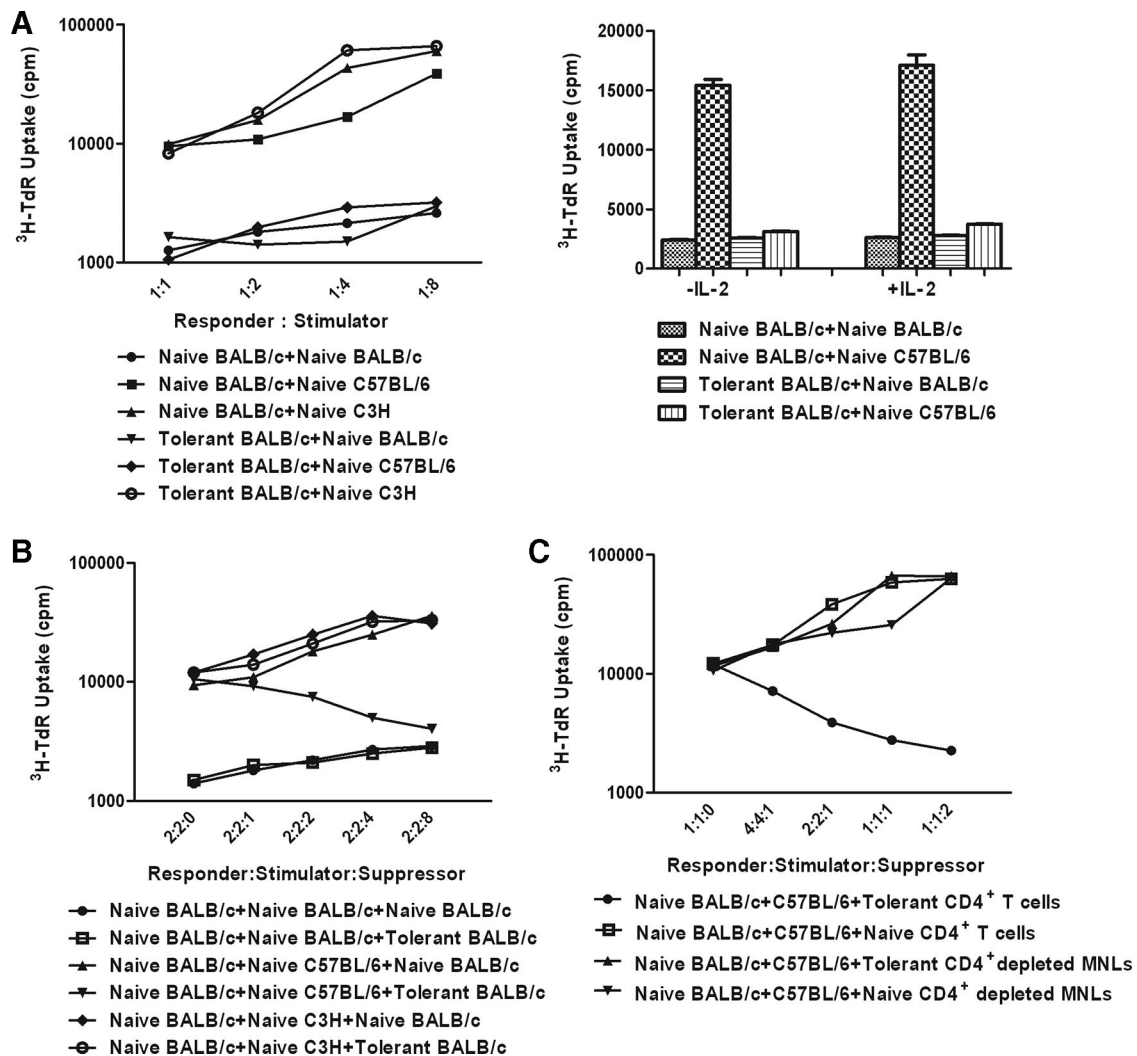 A
³H-TdR Uptake (cpm)
100000
10000
1000
1:1
1:2
1:4
1:8
Responder : Stimulator
Naive BALB/c+Naive BALB/c
Naive BALB/c+Naive C57BL/6
Naive BALB/c+Naive C3H
Tolerant BALB/c+Naive BALB/c
Tolerant BALB/c+Naive C57BL/6
Tolerant BALB/c+Naive C3H
³H-TdR Uptake (cpm)
20000
15000
10000
5000
0
-IL-2
+IL-2
Naive BALB/c+Naive BALB/c
Naive BALB/c+Naive C57BL/6
Tolerant BALB/c+Naive BALB/c
Tolerant BALB/c+Naive C57BL/6
B
³H-TdR Uptake (cpm)
100000
10000
1000
2:2:0
2:2:1
2:2:2
2:2:4
2:2:8
Responder:Stimulator:Suppressor
Naive BALB/c+Naive BALB/c+Naive BALB/c
Naive BALB/c+Naive BALB/c+Tolerant BALB/c
Naive BALB/c+Naive C57BL/6+Naive BALB/c
Naive BALB/c+Naive C57BL/6+Tolerant BALB/c
Naive BALB/c+Naive C3H+Naive BALB/c
Naive BALB/c+Naive C3H+Tolerant BALB/c
C
³H-TdR Uptake (cpm)
100000
10000
1000
1:1:0
4:4:1
2:2:1
1:1:1
1:1:2
Responder:Stimulator:Suppressor
Naive BALB/c+C57BL/6+Tolerant CD4⁺ T cells
Naive BALB/c+C57BL/6+Naive CD4⁺ T cells
Naive BALB/c+C57BL/6+Tolerant CD4⁺depleted MNLs
Naive BALB/c+C57BL/6+Naive CD4⁺ depleted MNLs